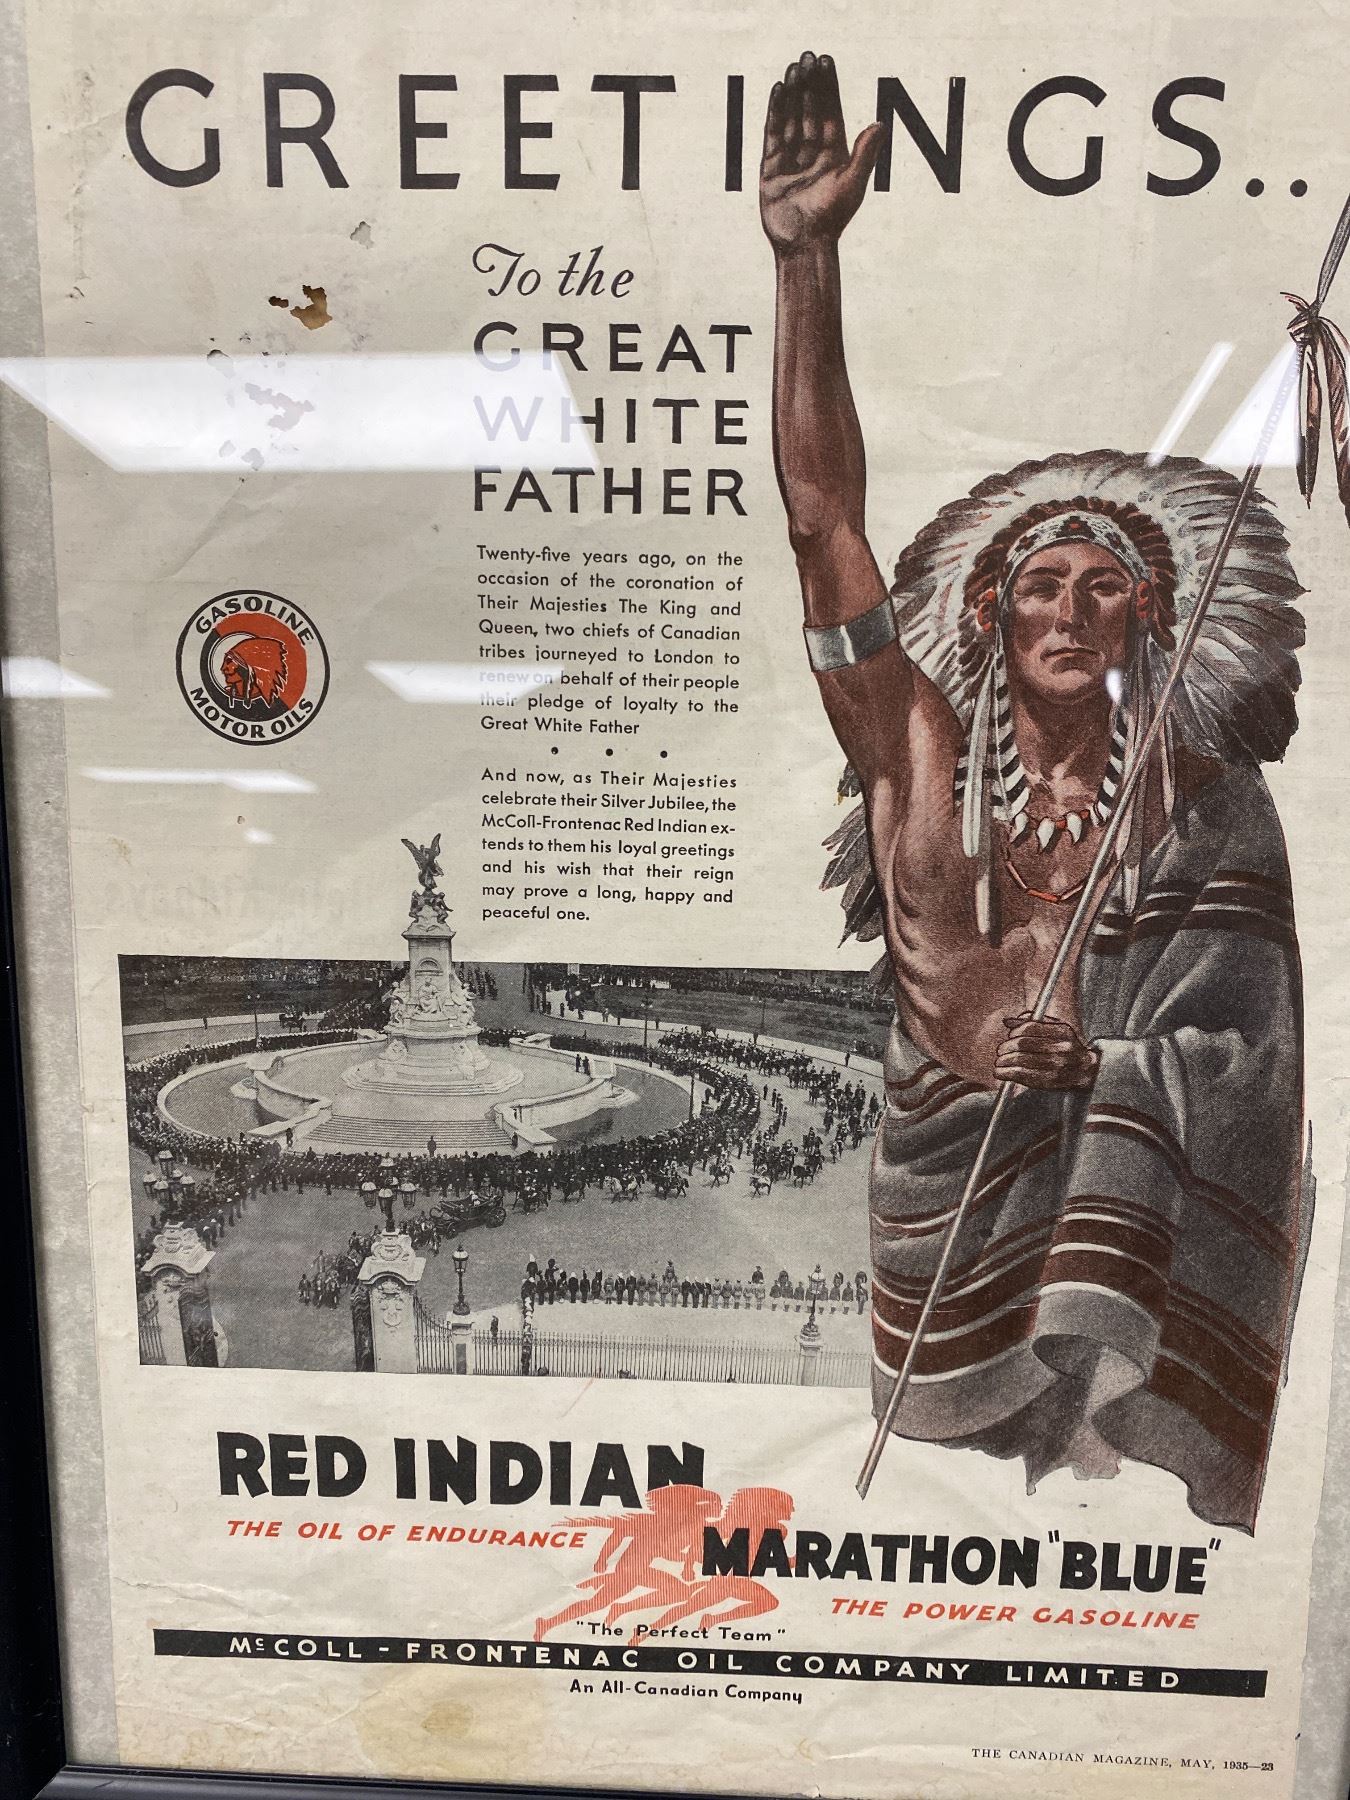 GREETINGS..
To the
GREAT
WHITE
FATHER
Twenty-five years ago, on the
occasion of the coronation of
Their Majesties The King and
Queen, two chiefs of Canadian
tribes journeyed to London to
renew on behalf of their people
their pledge of loyalty to the
Great White Father
• • •
And now, as Their Majesties
celebrate their Silver Jubilee, the
McColl-Frontenac Red Indian ex-
tends to them his loyal greetings
and his wish that their reign
may prove a long, happy and
peaceful one.
GASOLINE
MOTOR OILS
RED INDIAN
THE OIL OF ENDURANCE
MARATHON "BLUE"
THE POWER GASOLINE
"The Perfect Team"
McCOLL-FRONTENAC OIL COMPANY LIMITED
An All-Canadian Company
THE CANADIAN MAGAZINE, MAY, 1935—23